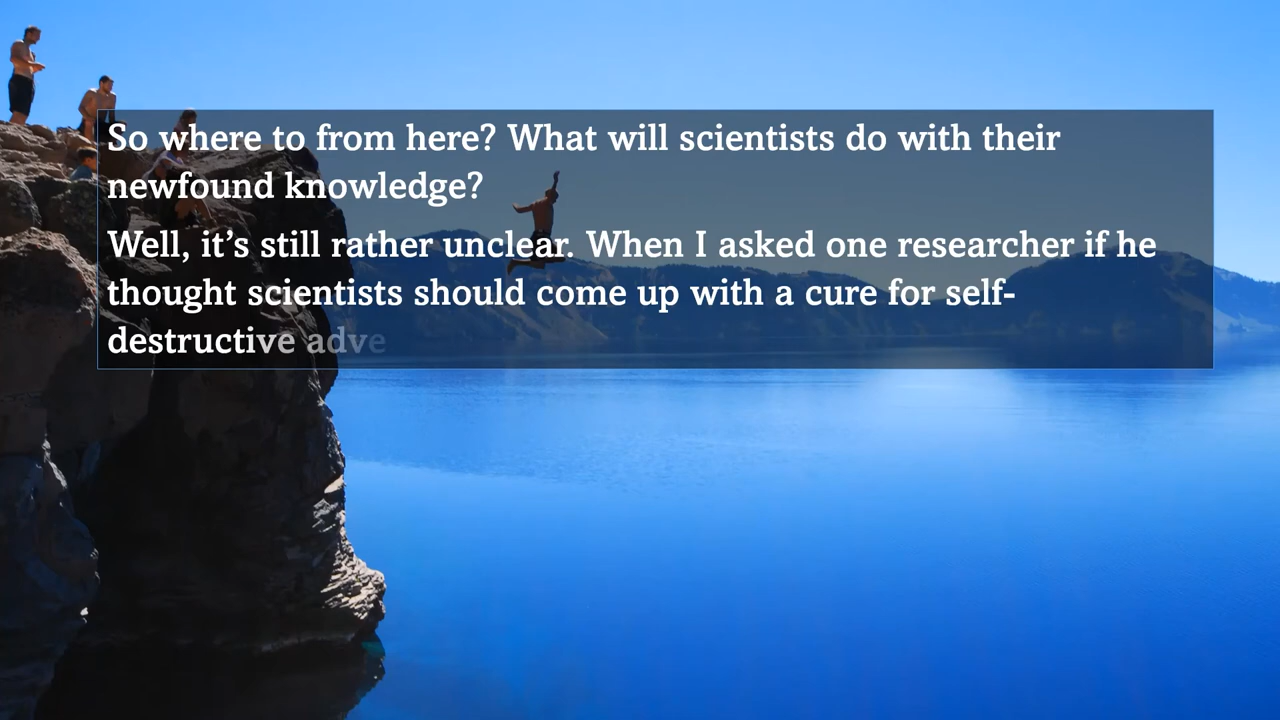 So where to from here? What will scientists do with their
newfound knowledge?
Well, it’s still rather unclear. When I asked one researcher if he
thought scientists should come up with a cure for self-
destructive adve